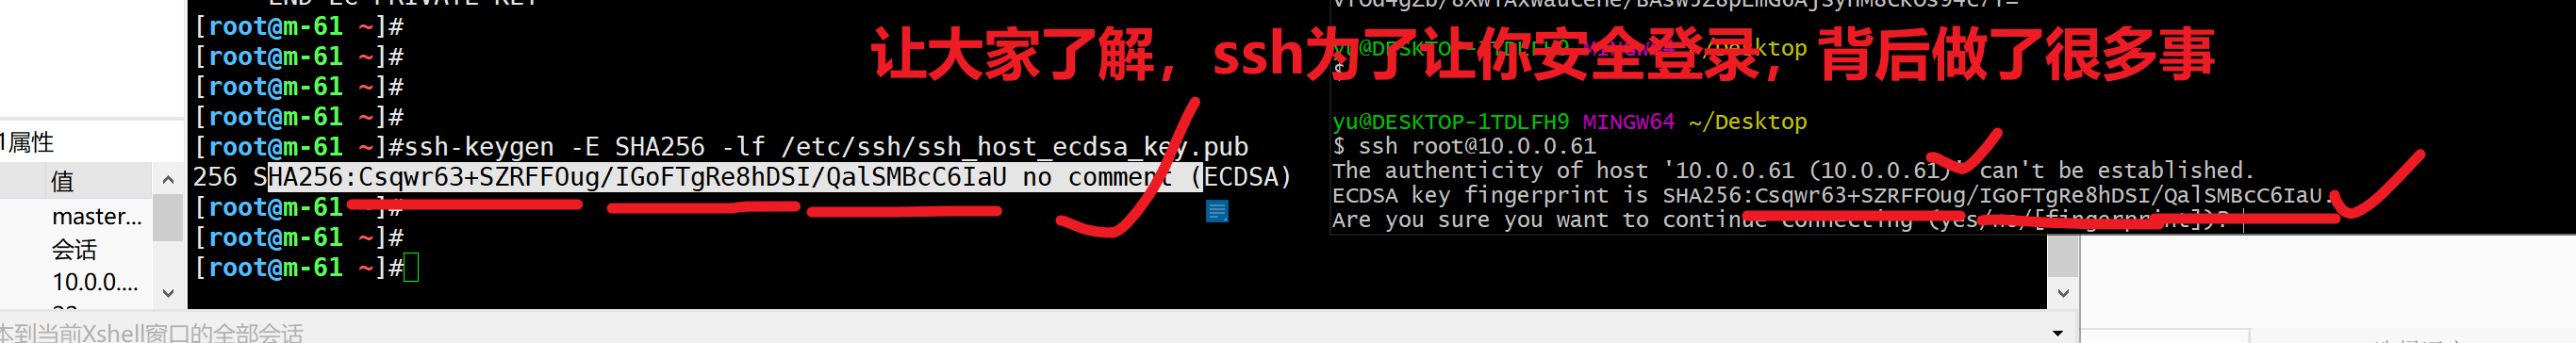 END EC PRIVATE KEY
[root@m-61 ~]#
[root@m-61 ~]#
[root@m-61 ~]#
[root@m-61 ~]#
[root@m-61 ~]#ssh-keygen -E SHA256 -lf /etc/ssh/ssh_host_ecdsa_key.pub
256 SHA256:Csqwr63+SZRFFOug/IGoFTgRe8hDSI/QalSMBcC6IaU no comment (ECDSA)
[root@m-61 ~]#
[root@m-61 ~]#
[root@m-61 ~]#
让大家了解，ssh为了让你安全登录，背后做了很多事
yu@DESKTOP-1TDLFH9 MINGW64 ~/Desktop
$
yu@DESKTOP-1TDLFH9 MINGW64 ~/Desktop
$ ssh root@10.0.0.61
The authenticity of host '10.0.0.61 (10.0.0.61)' can't be established.
ECDSA key fingerprint is SHA256:Csqwr63+SZRFFOug/IGoFTgRe8hDSI/QalSMBcC6IaU.
Are you sure you want to continue connecting (yes/no/[fingerprint])?
1属性
值
master...
会话
10.0.0....
本到当前Xshell窗口的全部会话